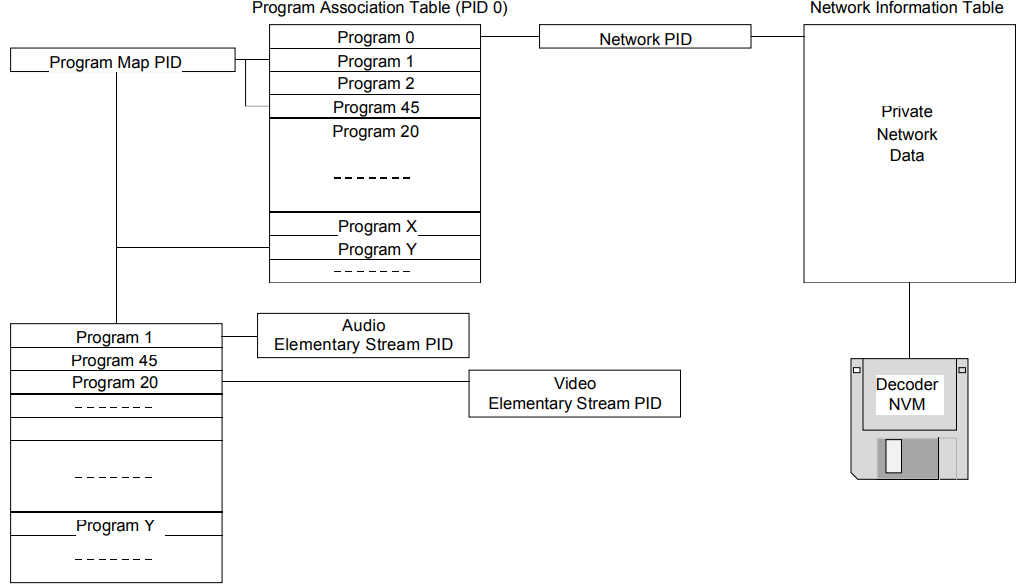 Program Association Table (PID 0)
Network Information Table
Program 0
Program 1
Program 2
Program 45
Program 20
-------
Program X
Program Y
-------
Program Map PID
Network PID
Private
Network
Data
Program 1
Program 45
Program 20
-------
-------
Program Y
-------
Audio
Elementary Stream PID
Video
Elementary Stream PID
Decoder
NVM